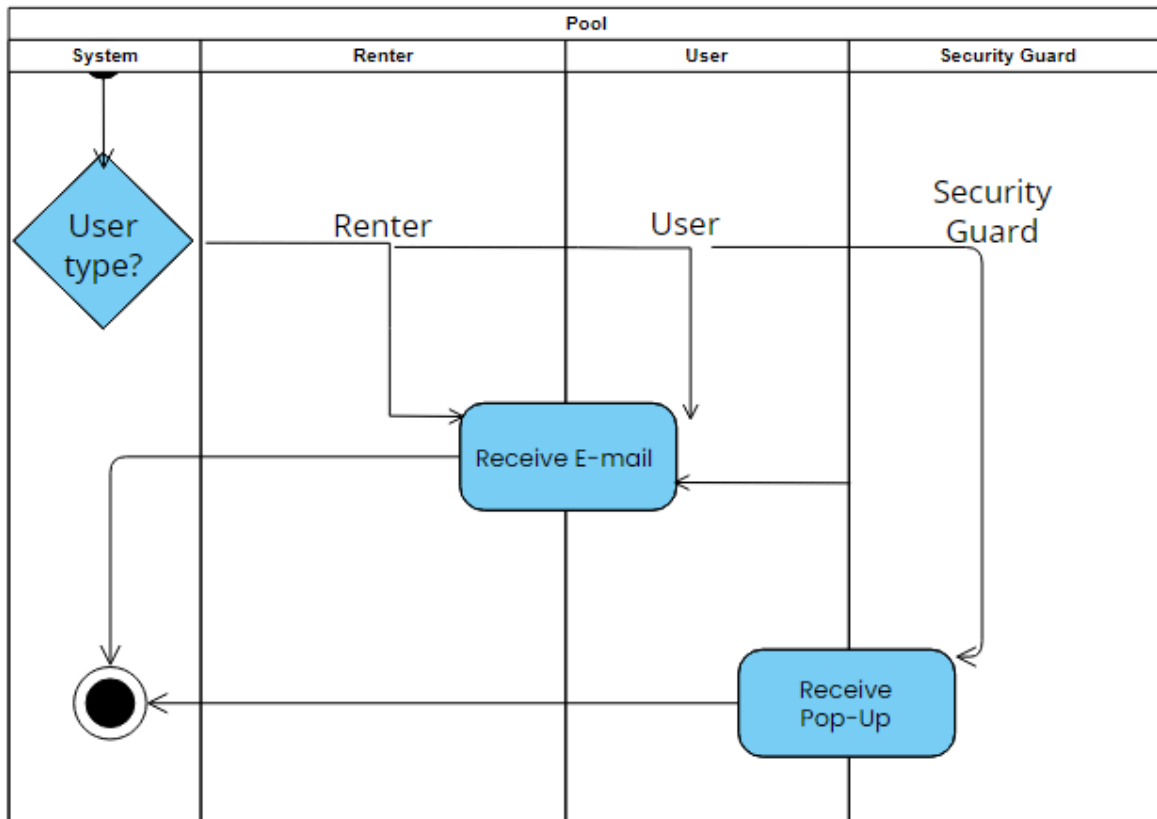 Pool
System
Renter
User
Security Guard
User
type?
Renter
User
Security
Guard
Receive E-mail
Receive
Pop-Up